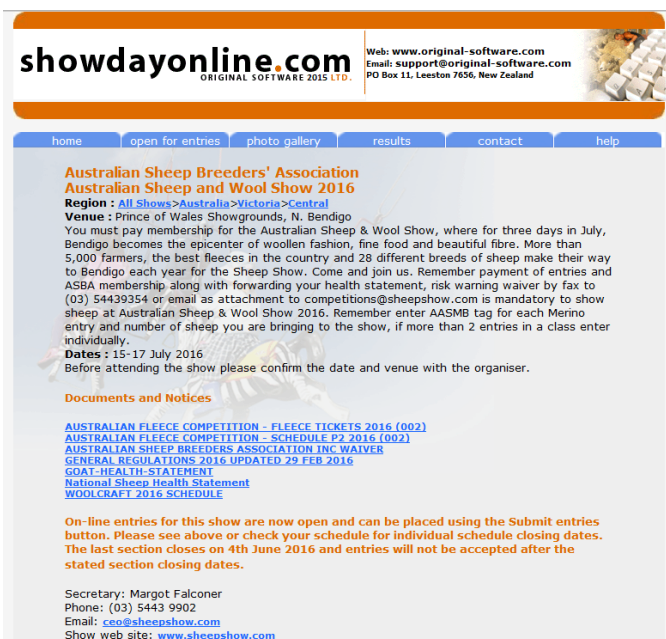 showdayonline.com
ORIGINAL SOFTWARE 2015 LTD.
Web: www.original-software.com
Email: support@original-software.com
PO Box 11, Leeston 7656, New Zealand
home open for entries photo gallery results contact help
Australian Sheep Breeders' Association
Australian Sheep and Wool Show 2016
Region : All Shows>Australia>Victoria>Central
Venue : Prince of Wales Showgrounds, N. Bendigo
You must pay membership for the Australian Sheep & Wool Show, where for three days in July,
Bendigo becomes the epicenter of woollen fashion, fine food and beautiful fibre. More than
5,000 farmers, the best fleeces in the country and 28 different breeds of sheep make their way
to Bendigo each year for the Sheep Show. Come and join us. Remember payment of entries and
ASBA membership along with forwarding your health statement, risk warning waiver by fax to
(03) 54439354 or email as attachment to competitions@sheepshow.com is mandatory to show
sheep at Australian Sheep & Wool Show 2016. Remember enter AASMB tag for each Merino
entry and number of sheep you are bringing to the show, if more than 2 entries in a class enter
individually.
Dates : 15-17 July 2016
Before attending the show please confirm the date and venue with the organiser.
Documents and Notices
AUSTRALIAN FLEECE COMPETITION - FLEECE TICKETS 2016 (002)
AUSTRALIAN FLEECE COMPETITION - SCHEDULE P2 2016 (002)
AUSTRALIAN SHEEP BREEDERS ASSOCIATION INC WAIVER
GENERAL REGULATIONS 2016 UPDATED 29 FEB 2016
GOAT-HEALTH-STATEMENT
National Sheep Health Statement
WOOLCRAFT 2016 SCHEDULE
On-line entries for this show are now open and can be placed using the Submit entries
button. Please see above or check your schedule for individual schedule closing dates.
The last section closes on 4th June 2016 and entries will not be accepted after the
stated section closing dates.
Secretary: Margot Falconer
Phone: (03) 5443 9902
Email: ceo@sheepshow.com
Show web site: www.sheepshow.com